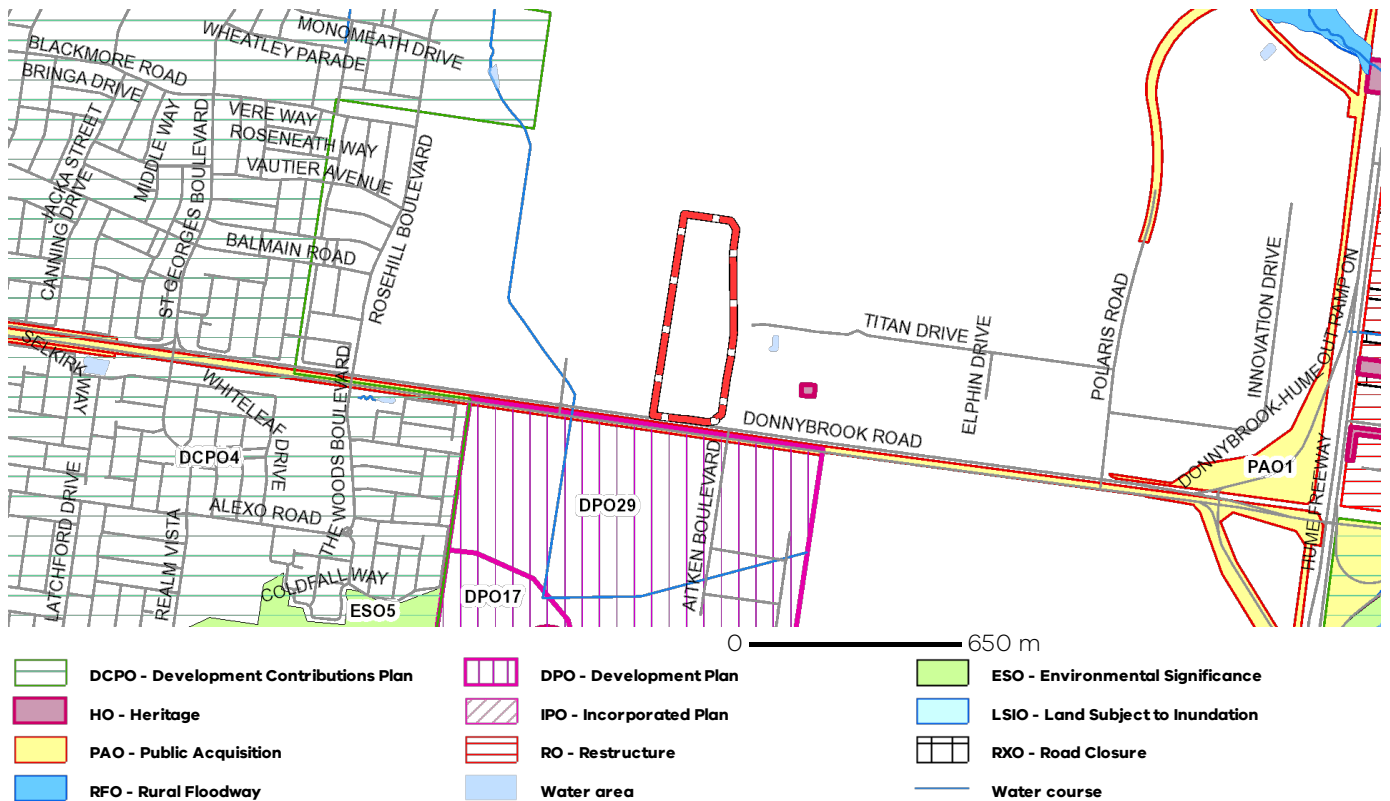 MONOMEATH DRIVE
WHEATLEY PARADE
BLACKMORE ROAD
BRINGA DRIVE
VERE WAY
ROSENEATH WAY
VAUTIER AVENUE
JACKA STREET
MIDDLE WAY
CANNING DRIVE
ST GEORGES BOULEVARD
BALMAIN ROAD
ROSEHILL BOULEVARD
SELKIRK WAY
WHITELEAF DRIVE
THE WOODS BOULEVARD
DCPO4
LATCHFORD DRIVE
ALEXO ROAD
REALM VISTA
COLDFALL WAY
ESO5
DPO17
DPO29
AITKEN BOULEVARD
DONNYBROOK ROAD
TITAN DRIVE
ELPHIN DRIVE
POLARIS ROAD
INNOVATION DRIVE
DONNYBROOK-HUME OUT RAMP ON
PAO1
HUME FREEWAY
0 650 m
DCPO - Development Contributions Plan
DPO - Development Plan
ESO - Environmental Significance
HO - Heritage
IPO - Incorporated Plan
LSIO - Land Subject to Inundation
PAO - Public Acquisition
RO - Restructure
RXO - Road Closure
RFO - Rural Floodway
Water area
Water course